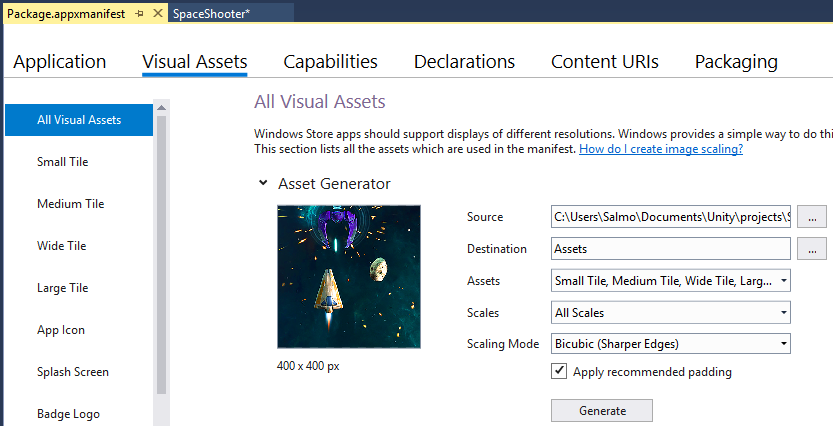 Package.appxmanifest
SpaceShooter*
Application Visual Assets Capabilities Declarations Content URIs Packaging
All Visual Assets
Small Tile
Medium Tile
Wide Tile
Large Tile
App Icon
Splash Screen
Badge Logo
All Visual Assets
Windows Store apps should support displays of different resolutions. Windows provides a simple way to do thi
This section lists all the assets which are used in the manifest. How do I create image scaling?
Asset Generator
400 x 400 px
Source C:\Users\Salmo\Documents\Unity\projects\S ...
Destination Assets ...
Assets Small Tile, Medium Tile, Wide Tile, Larg...
Scales All Scales
Scaling Mode Bicubic (Sharper Edges)
Apply recommended padding
Generate